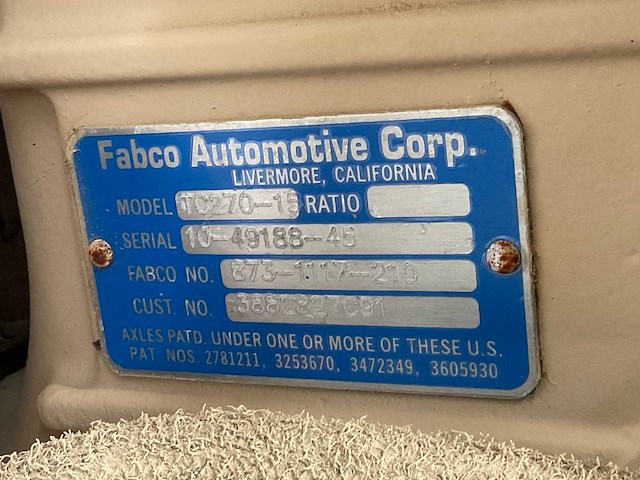 Fabco Automotive Corp.
LIVERMORE, CALIFORNIA
MODEL TC270-15 RATIO
SERIAL 10-49188-45
FABCO NO. 873-1117-210
CUST. NO.
AXLES PATD. UNDER ONE OR MORE OF THESE U.S.
PAT NOS. 2781211, 3253670, 3472349, 3605930